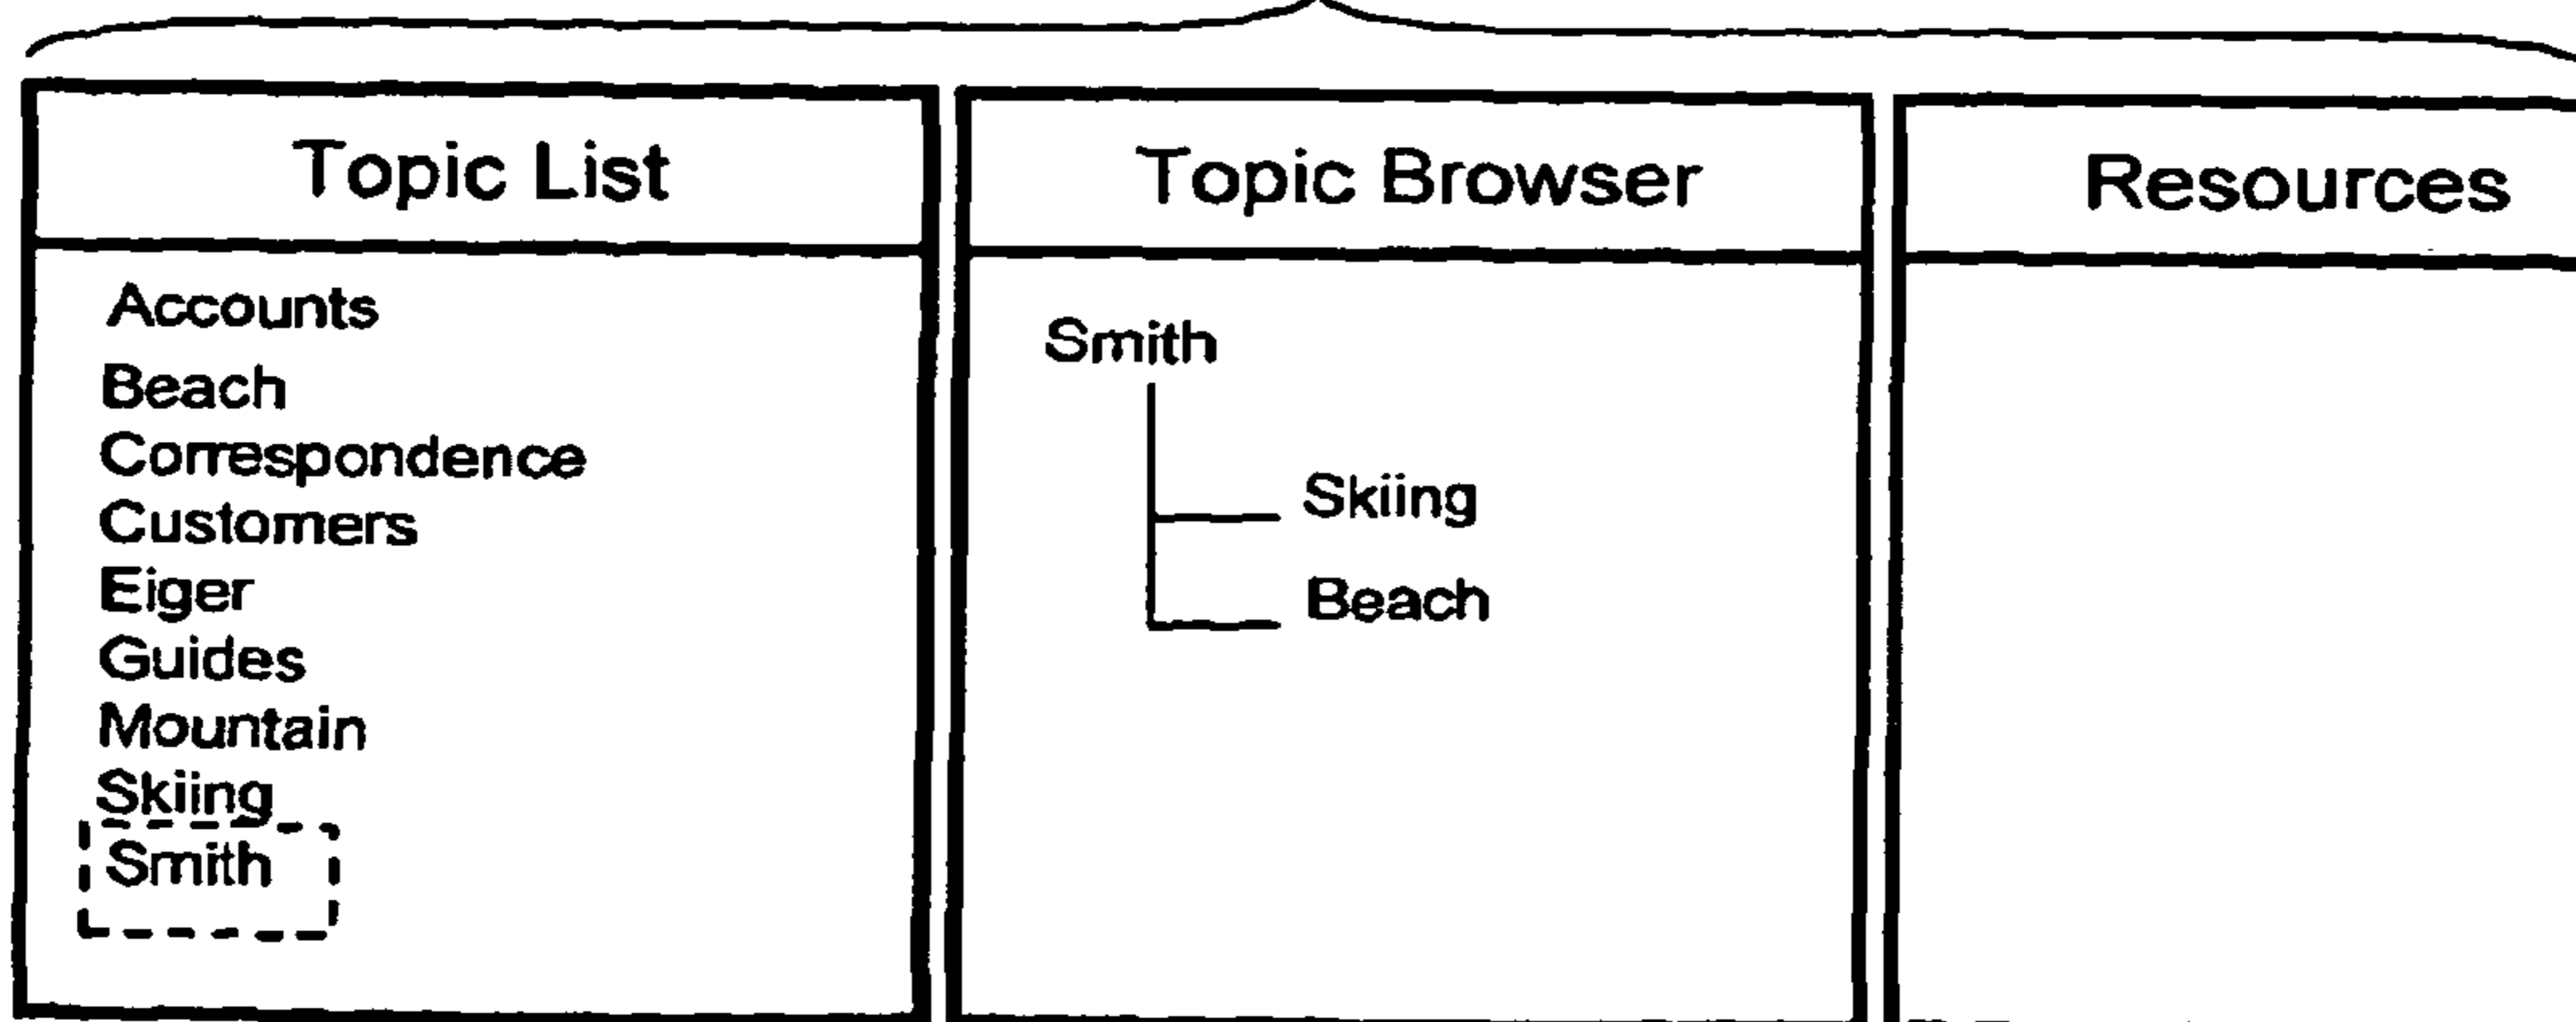 Topic List
Accounts
Beach
Correspondence
Customers
Eiger
Guides
Mountain
Skiing
Smith
Topic Browser
Smith
Skiing
Beach
Resources